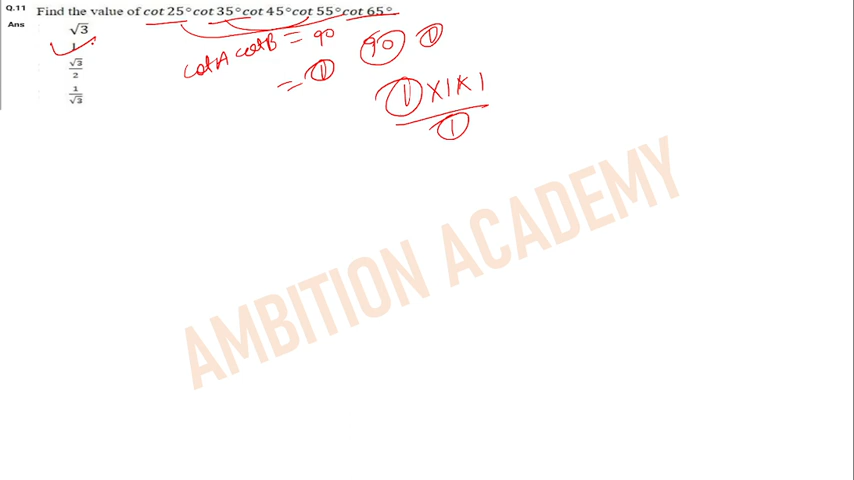 Q.11 Find the value of cot 25° cot 35° cot 45° cot 55° cot 65°
Ans
√3
1
√3/2
1/√3
cotA cotB = 90
= 1
90 1
1 x 1 x 1
1
AMBITION ACADEMY